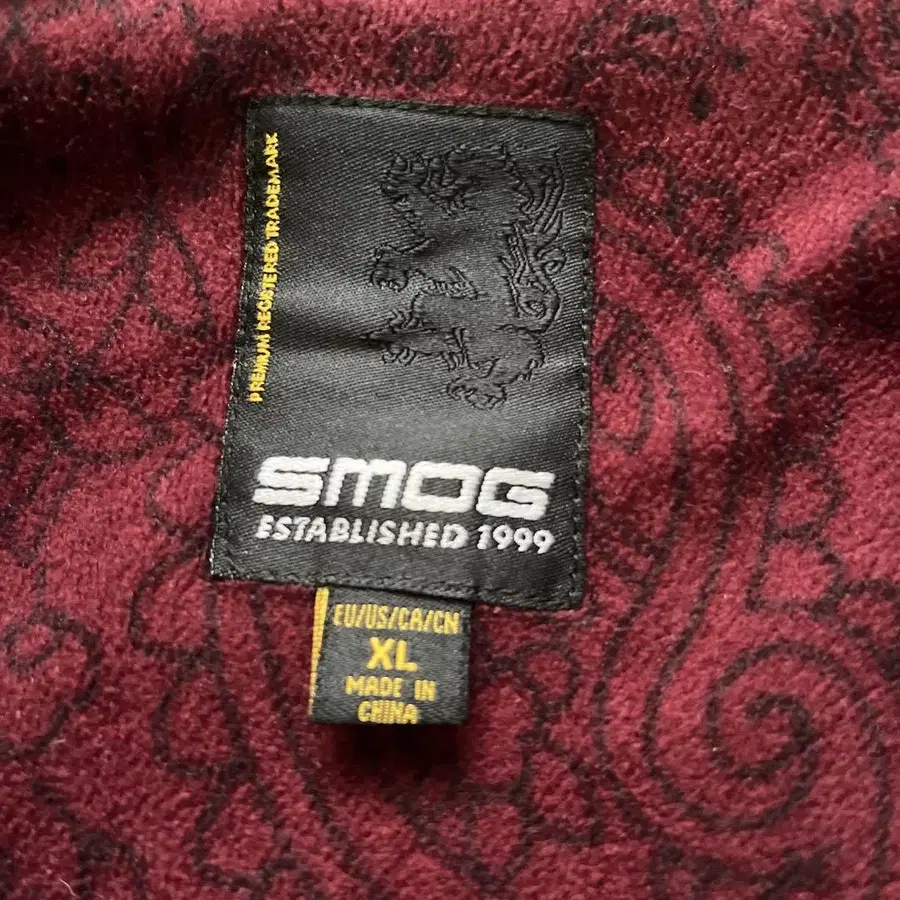 PREMIUM REGISTERED TRADEMARK
SMOG
ESTABLISHED 1999
EU/US/CA/CN
XL
MADE IN
CHINA